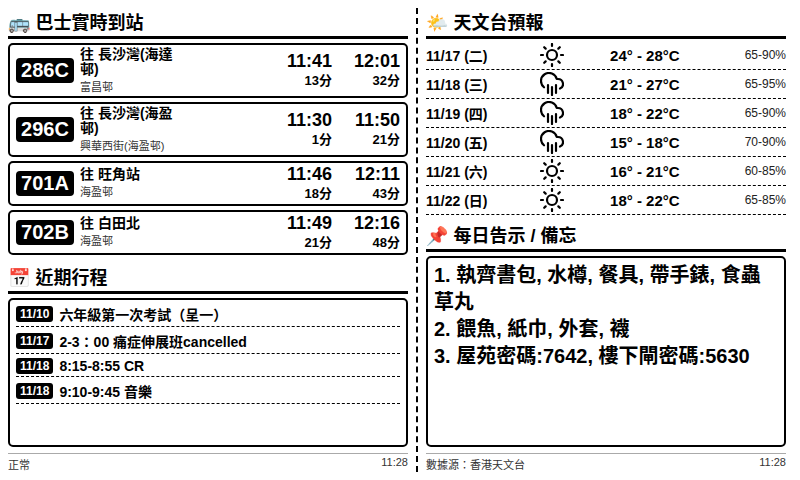 巴士實時到站
286C
往 長沙灣(海達
邨)
富昌邨
11:41 12:01
13分 32分
296C
往 長沙灣(海盈
邨)
興華西街(海盈邨)
11:30 11:50
1分 21分
701A
往 旺角站
海盈邨
11:46 12:11
18分 43分
702B
往 白田北
海盈邨
11:49 12:16
21分 48分
近期行程
11/10 六年級第一次考試（呈一）
11/17 2-3：00 痛症伸展班cancelled
11/18 8:15-8:55 CR
11/18 9:10-9:45 音樂
正常 11:28
天文台預報
11/17 (二) 24° - 28°C 65-90%
11/18 (三) 21° - 27°C 65-95%
11/19 (四) 18° - 22°C 65-90%
11/20 (五) 15° - 18°C 70-90%
11/21 (六) 16° - 21°C 60-85%
11/22 (日) 18° - 22°C 65-85%
每日告示 / 備忘
1. 執齊書包, 水樽, 餐具, 帶手錶, 食蟲
草丸
2. 餵魚, 紙巾, 外套, 襪
3. 屋苑密碼:7642, 樓下閘密碼:5630
數據源：香港天文台 11:28